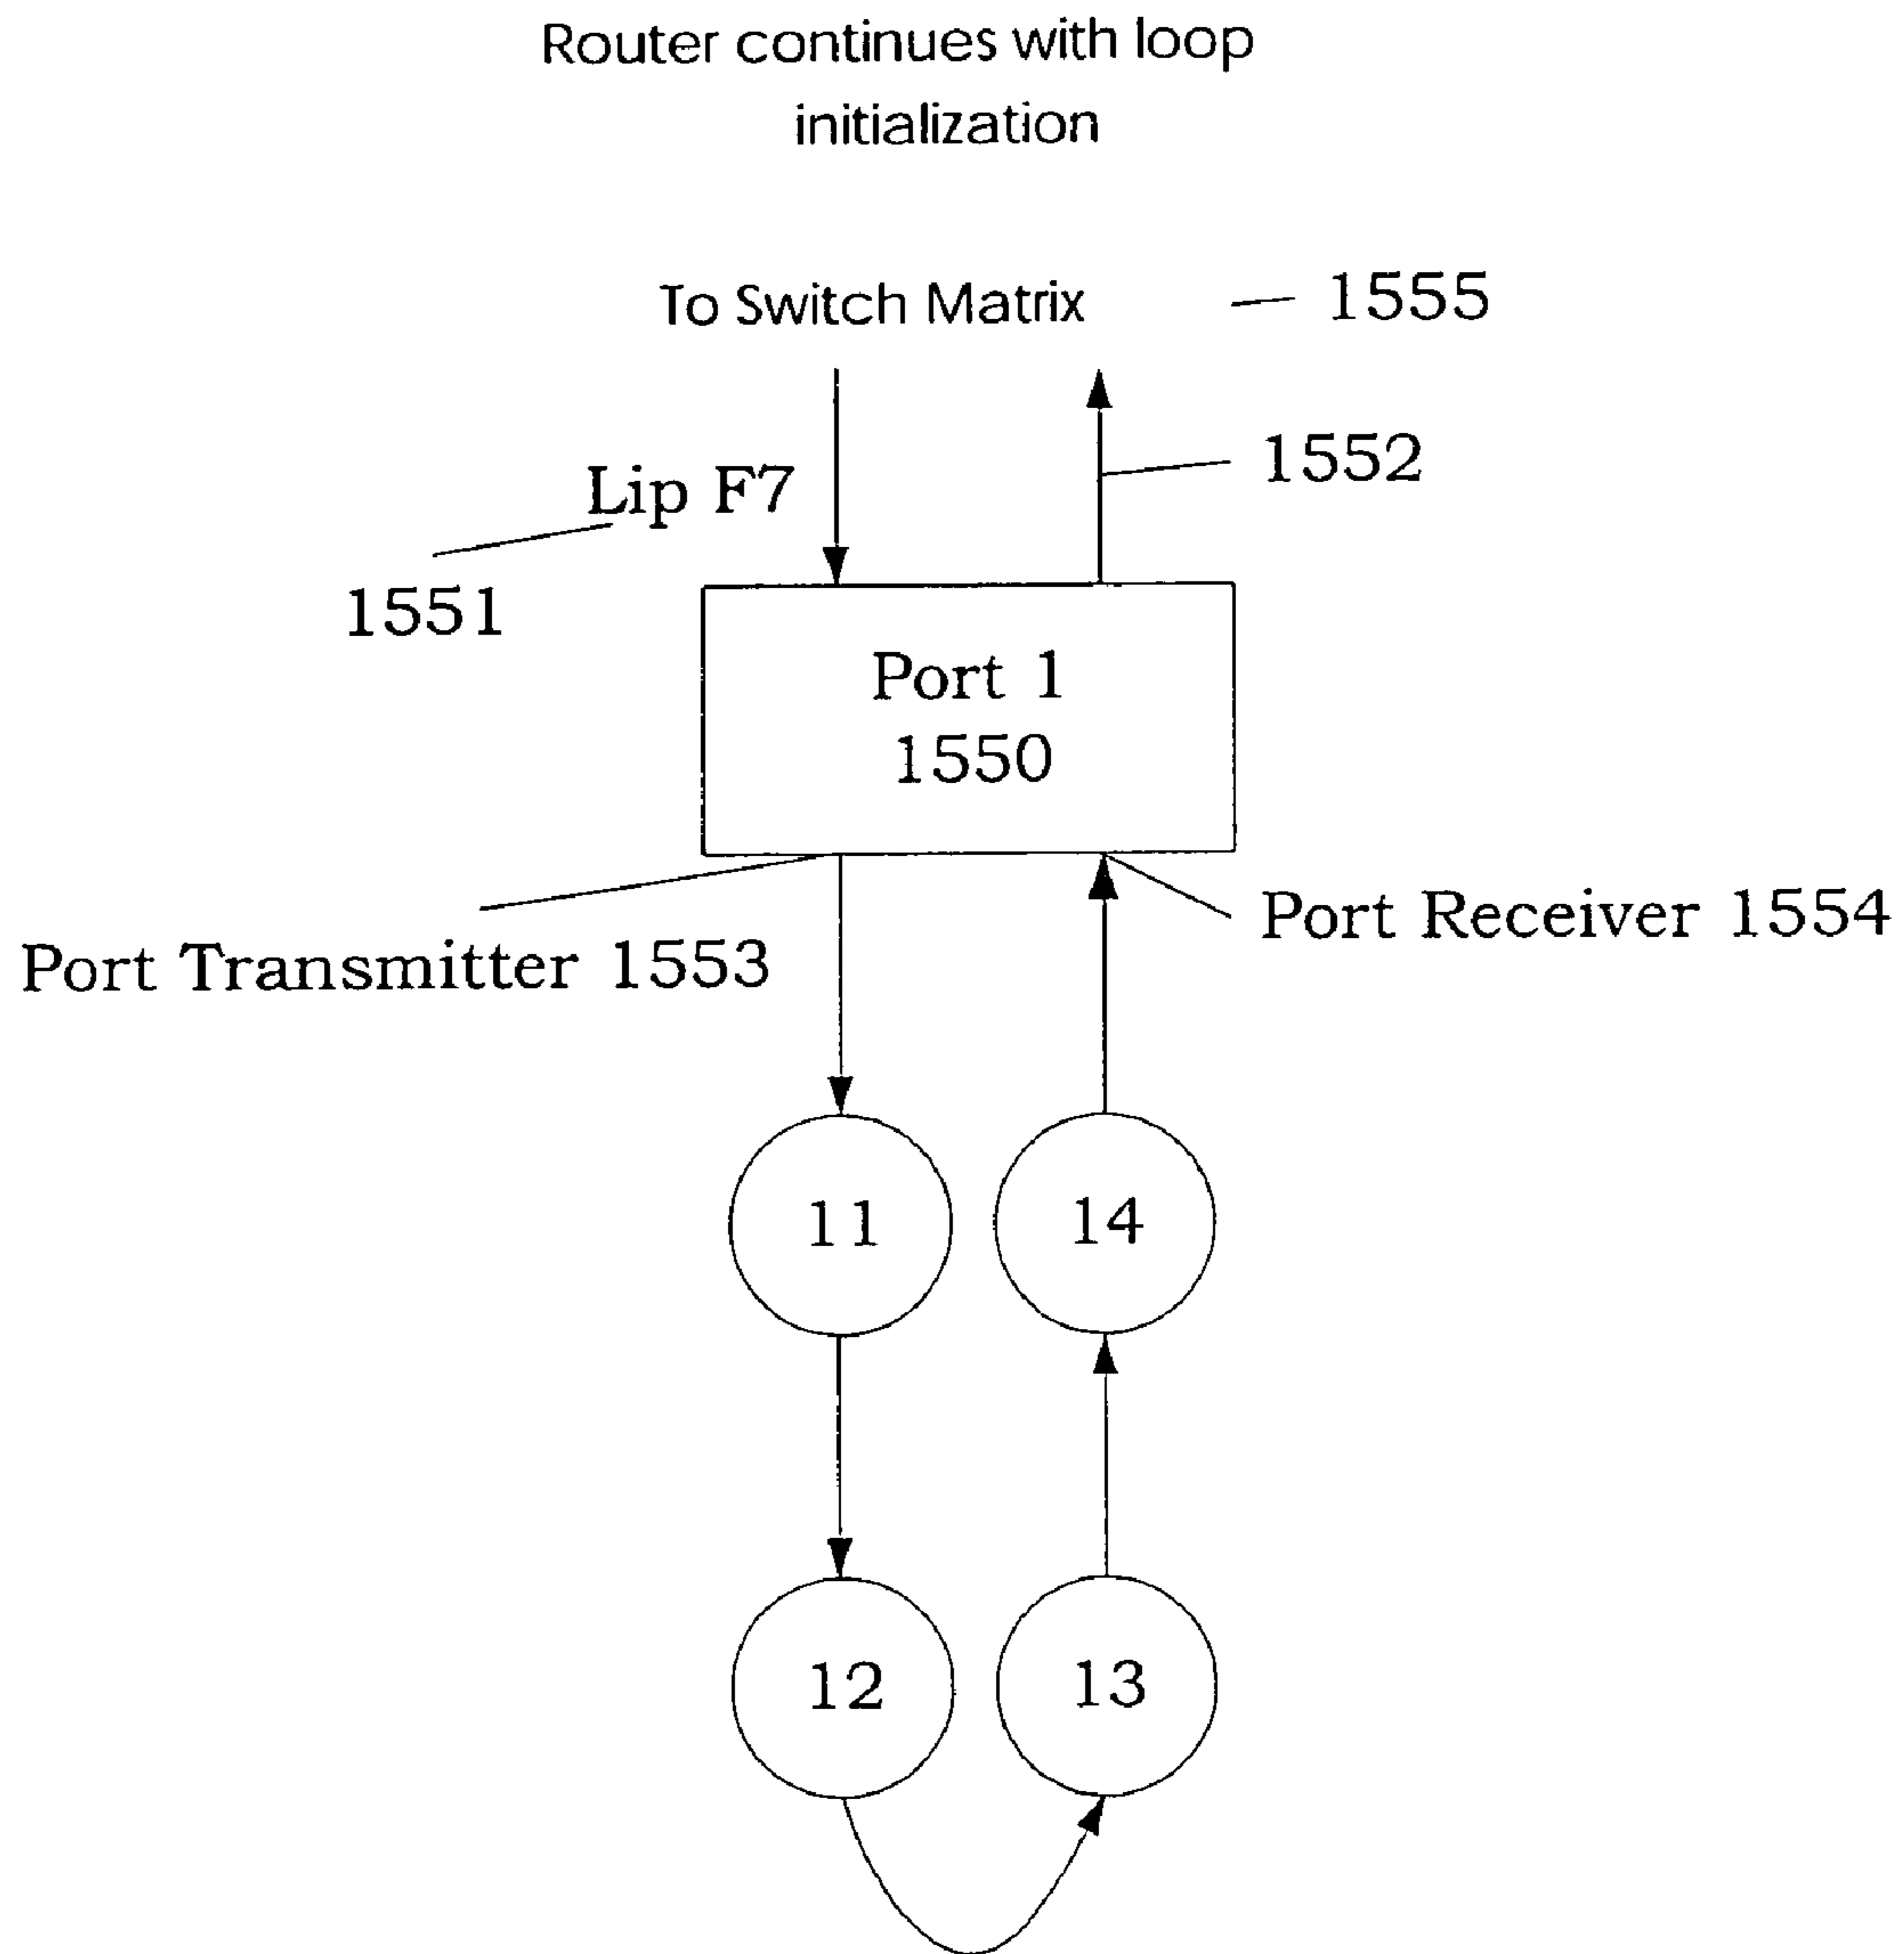 Router continues with loop
initialization
To Switch Matrix
1555
1552
Lip F7
1551
Port 1
1550
Port Receiver 1554
Port Transmitter 1553
11
14
12
13